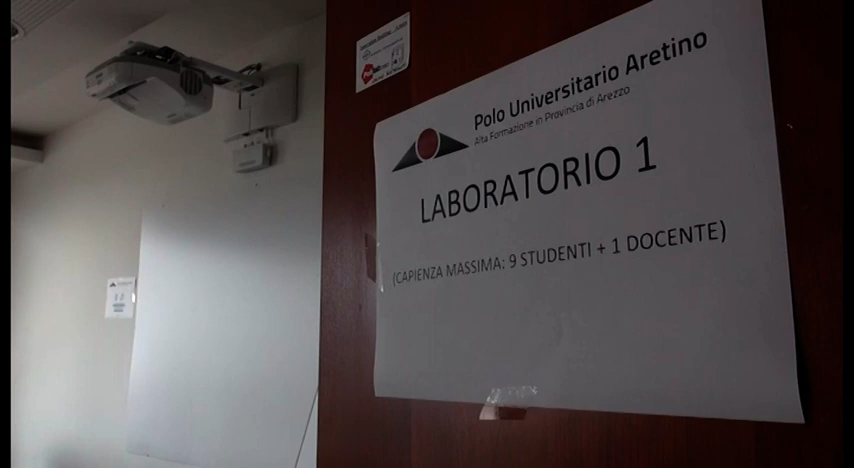 Polo Universitario Aretino
Alta Formazione in Provincia di Arezzo
LABORATORIO 1
(CAPIENZA MASSIMA: 9 STUDENTI + 1 DOCENTE)